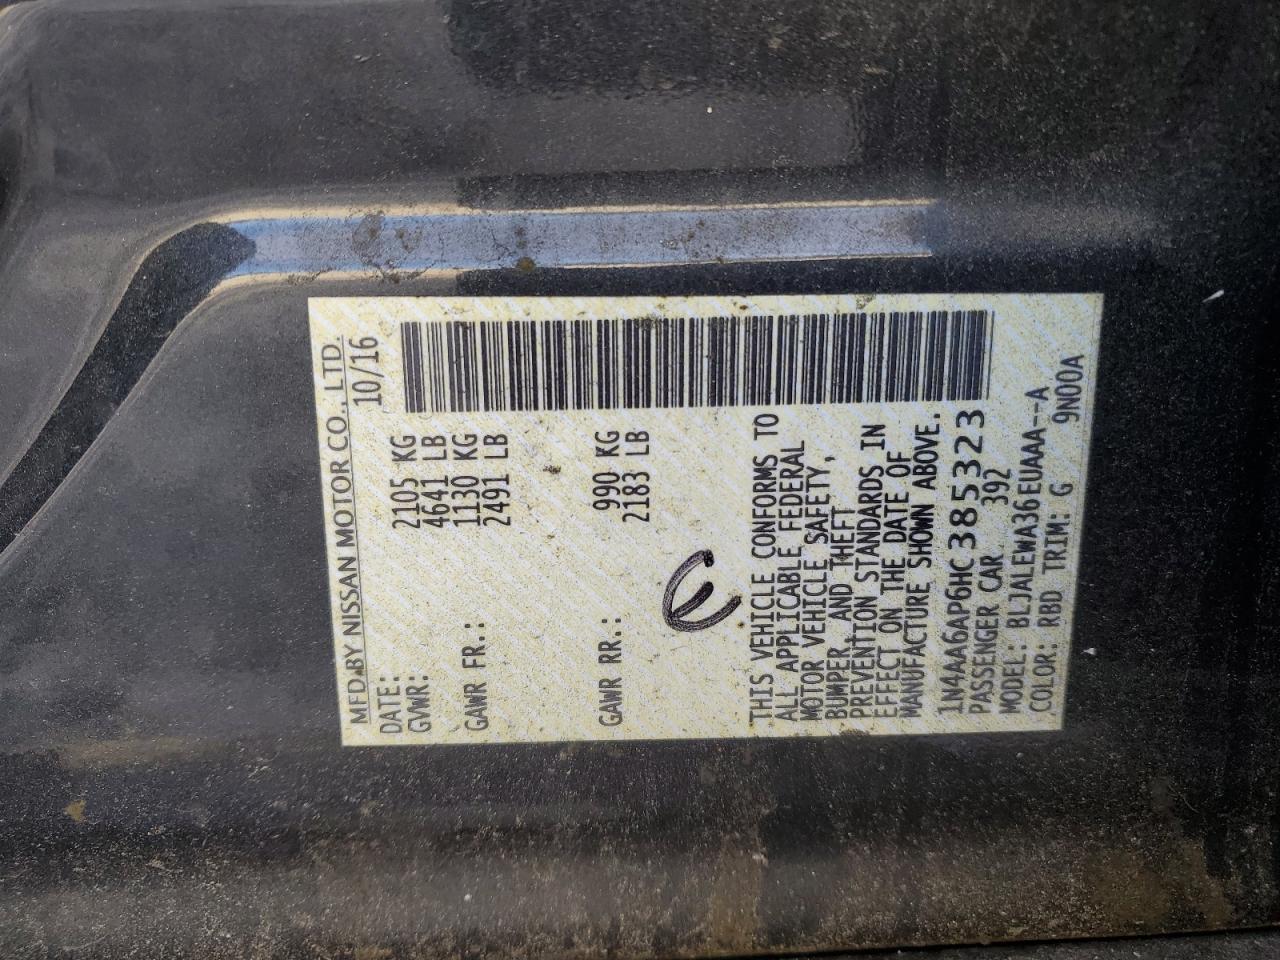 MFD.BY NISSAN MOTOR CO., LTD.
DATE: 10/16
GVWR: 2105 KG
4641 LB
GAWR FR.: 1130 KG
2491 LB
GAWR RR.: 990 KG
2183 LB
THIS VEHICLE CONFORMS TO
ALL APPLICABLE FEDERAL
MOTOR VEHICLE SAFETY,
BUMPER, AND THEFT
PREVENTION STANDARDS IN
EFFECT ON THE DATE OF
MANUFACTURE SHOWN ABOVE.
1N4AA6AP6HC385323
PASSENGER CAR 392
MODEL: BLJALEWA36EUAAA--A
COLOR: RBD TRIM: G 9N00A